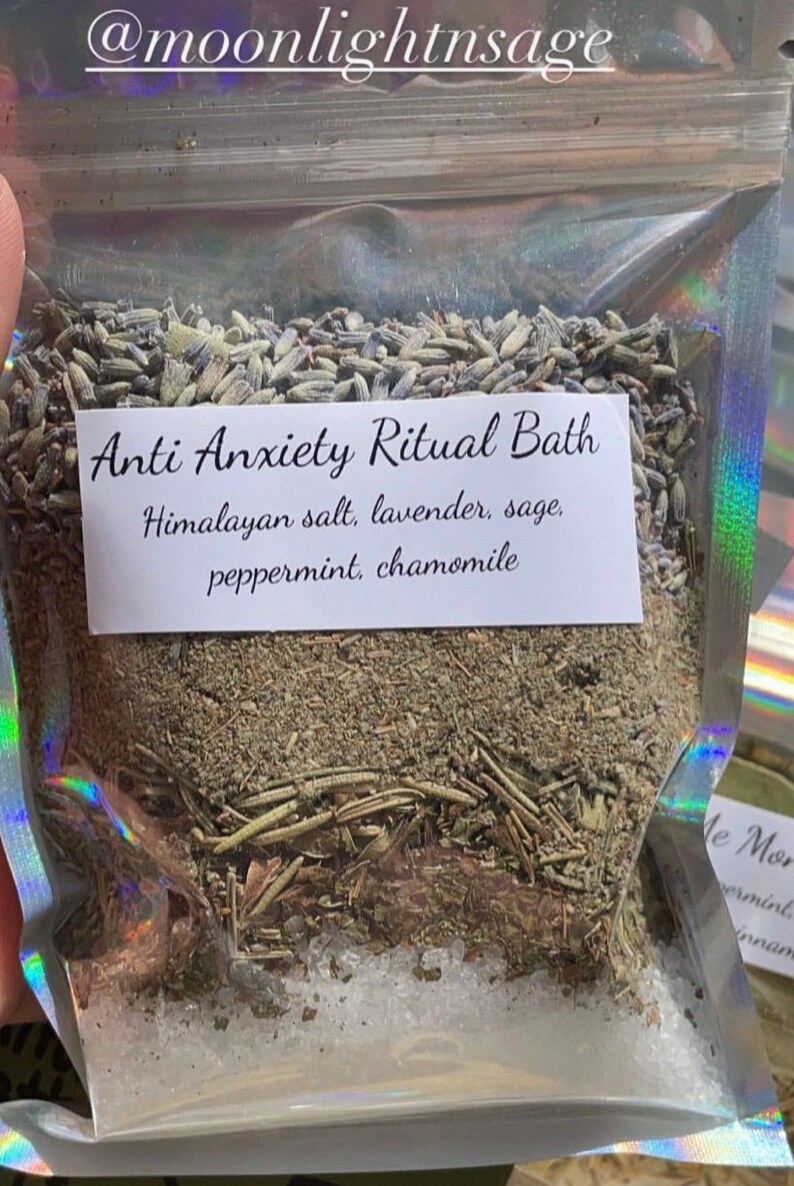 @moonlightnsage
Anti Anxiety Ritual Bath
Himalayan salt, lavender, sage,
peppermint, chamomile